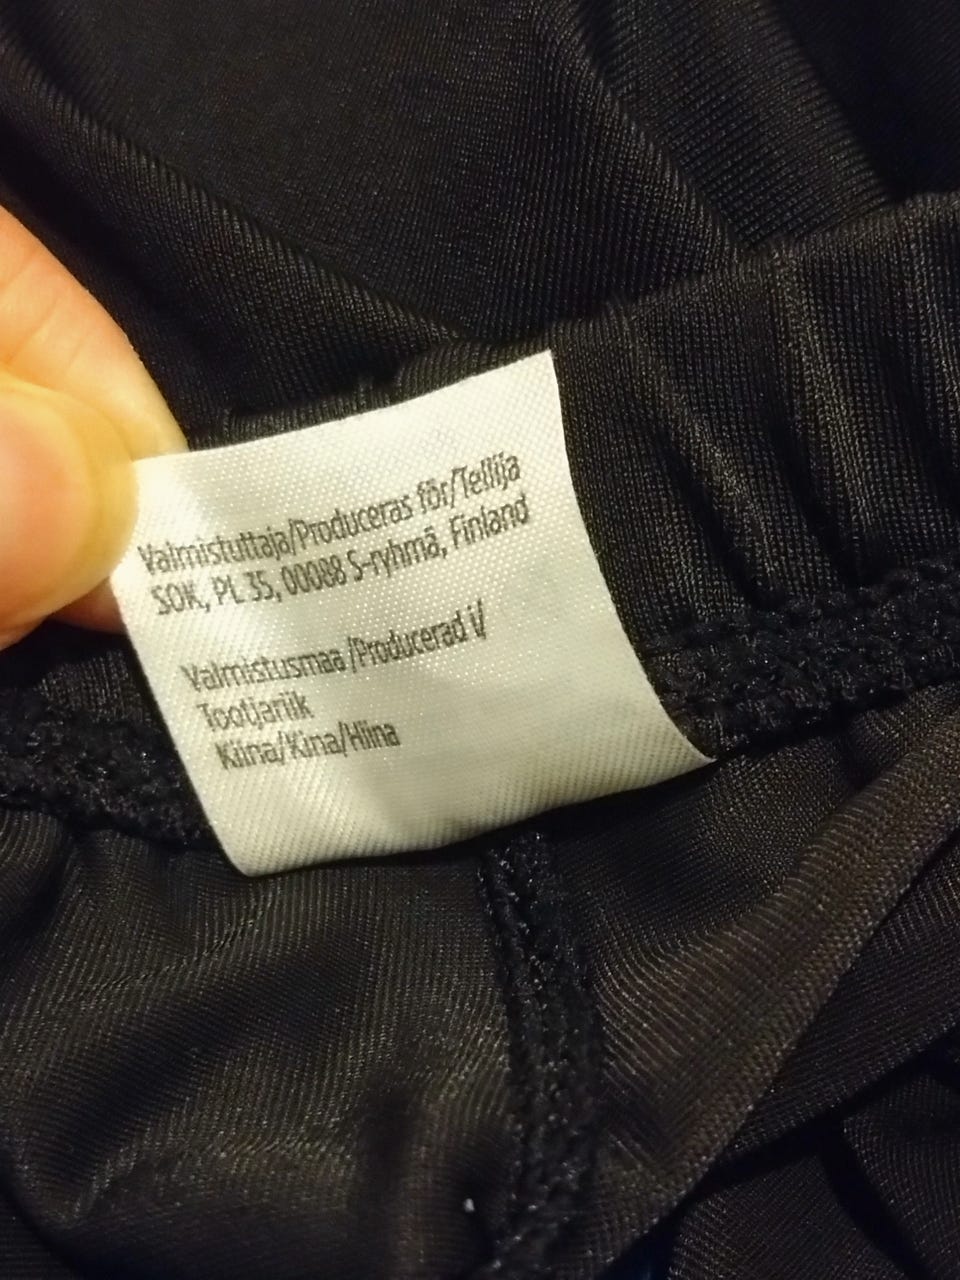 Valmistuttaja/Produceras för/Tellija
SOK, PL 35, 00088 S-ryhmä, Finland
Valmistusmaa /Producerad i/
Tootjariik
Kiina/Kina/Hiina